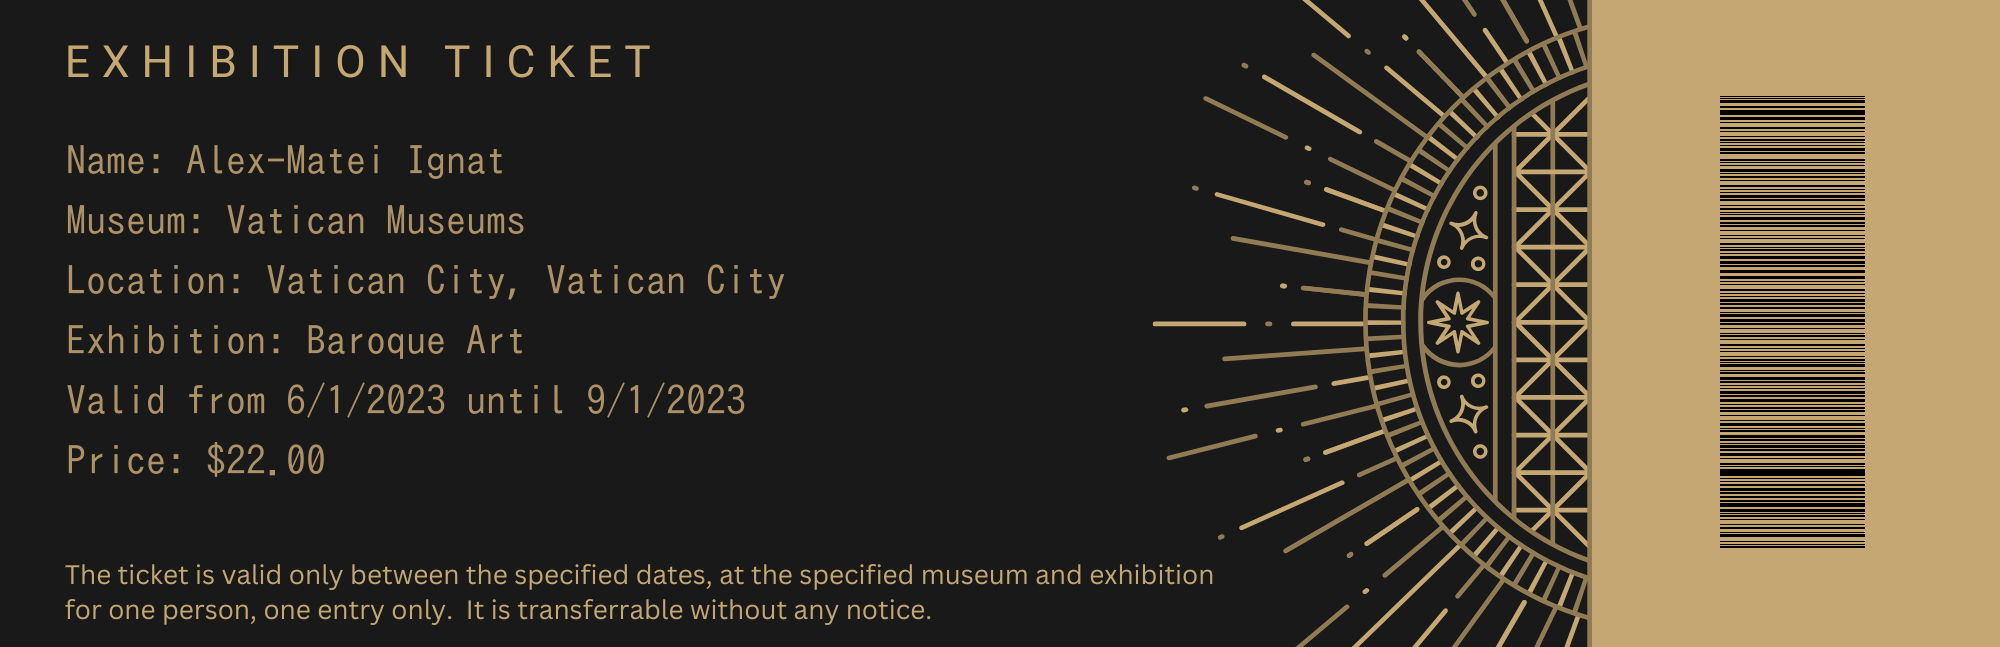 EXHIBITION TICKET
Name: Alex-Matei Ignat
Museum: Vatican Museums
Location: Vatican City, Vatican City
Exhibition: Baroque Art
Valid from 6/1/2023 until 9/1/2023
Price: $22.00
The ticket is valid only between the specified dates, at the specified museum and exhibition
for one person, one entry only.  It is transferrable without any notice.